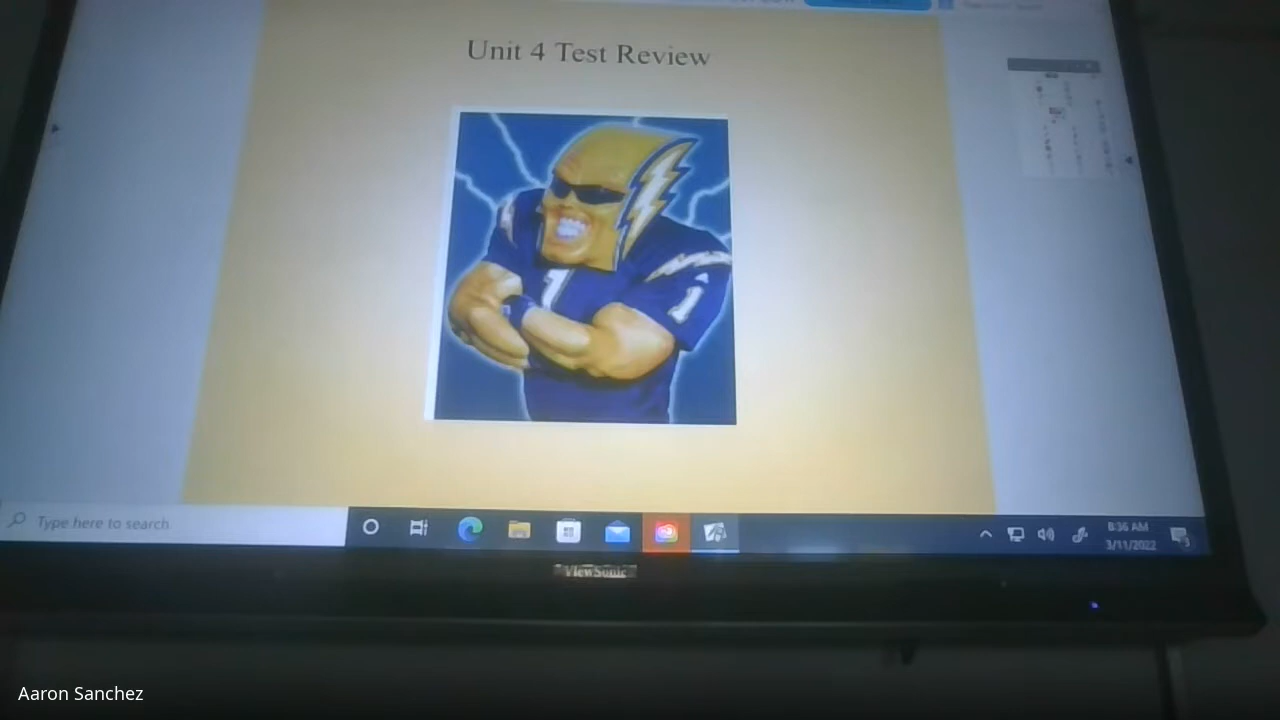 Unit 4 Test Review
1
1
Type here to search
8:36 AM
3/11/2022
3
ViewSonic
Aaron Sanchez